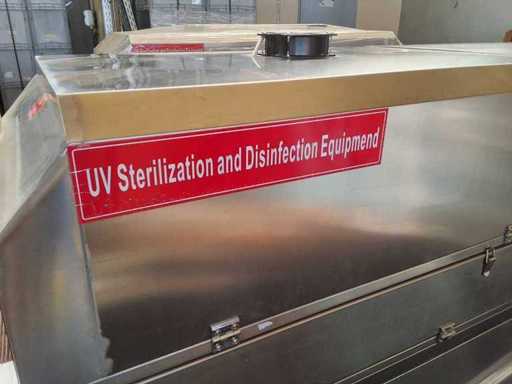 UV Sterilization and Disinfection Equipmend